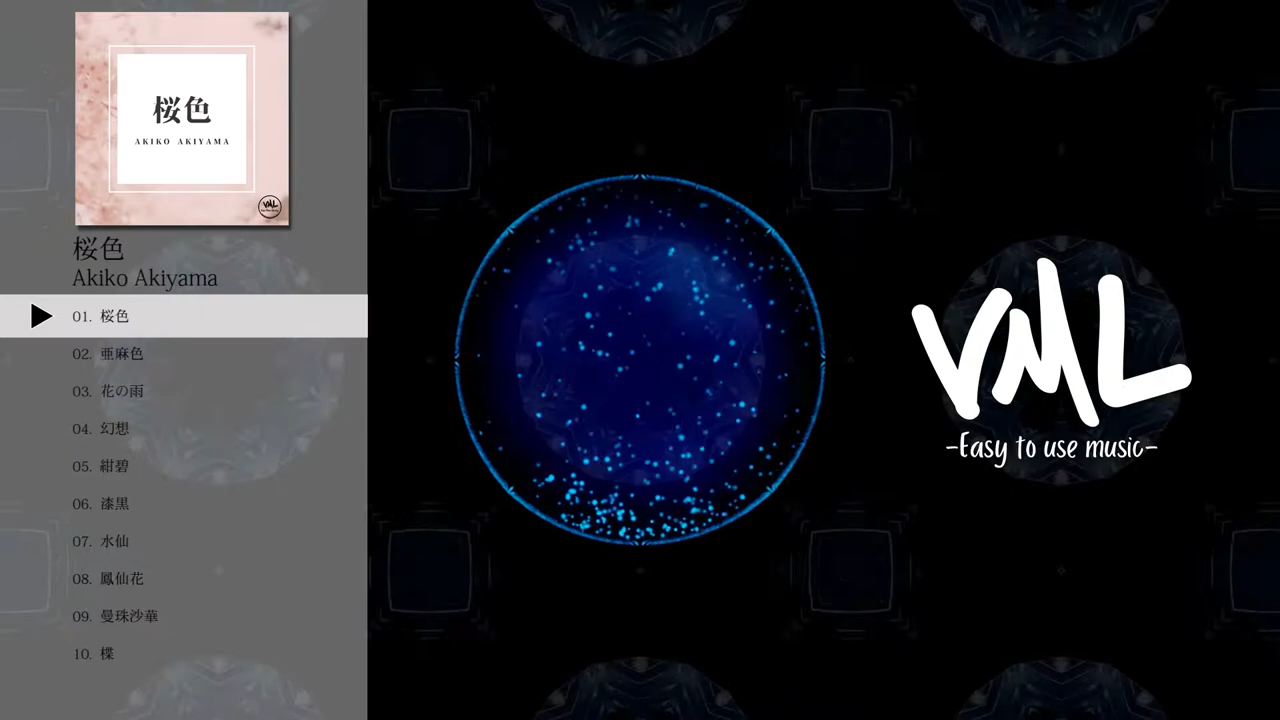 桜色
AKIKO AKIYAMA
VML
桜色
Akiko Akiyama
01. 桜色
02. 亜麻色
03. 花の雨
04. 幻想
05. 紺碧
06. 漆黒
07. 水仙
08. 鳳仙花
09. 曼珠沙華
10. 楪
VML
-Easy to use music-